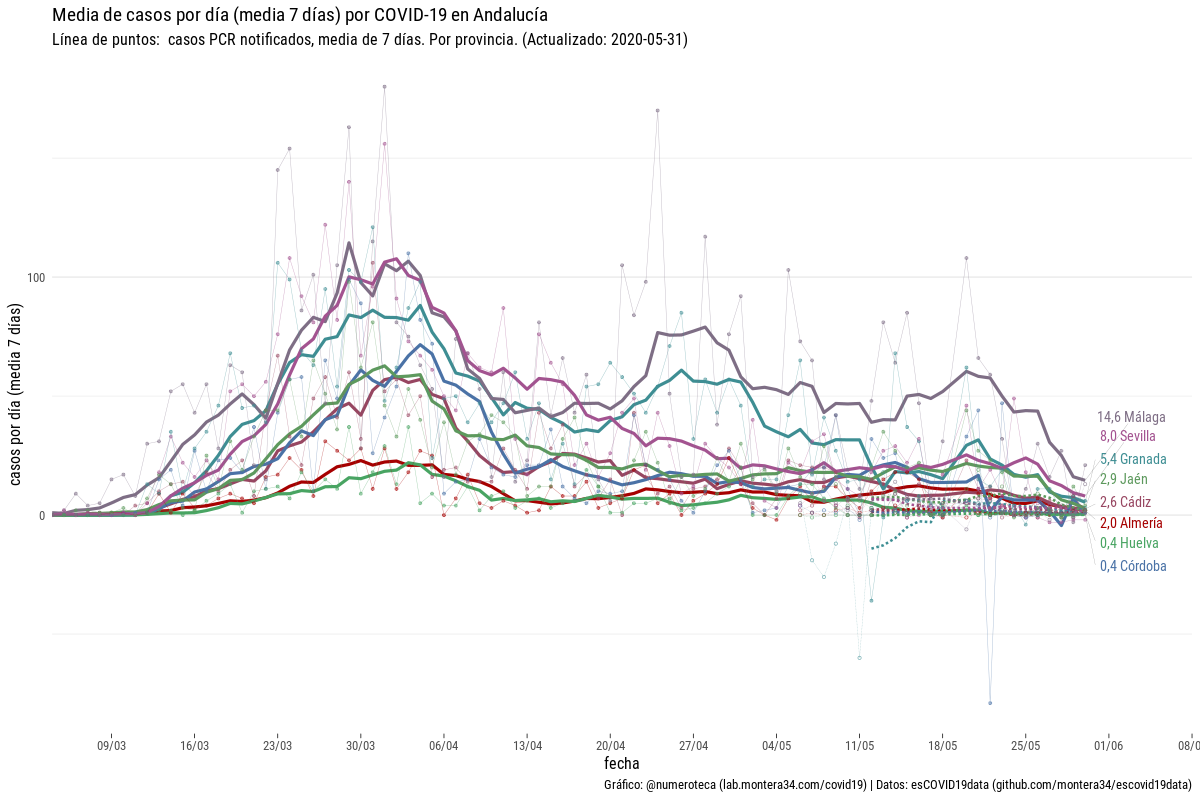 Media de casos por día (media 7 días) por COVID-19 en Andalucía
Línea de puntos:  casos PCR notificados, media de 7 días. Por provincia. (Actualizado: 2020-05-31)
casos por día (media 7 días)
100
0
14,6 Málaga
8,0 Sevilla
5,4 Granada
2,9 Jaén
2,6 Cádiz
2,0 Almería
0,4 Huelva
0,4 Córdoba
09/03 16/03 23/03 30/03 06/04 13/04 20/04 27/04 04/05 11/05 18/05 25/05 01/06 08/0
fecha
Gráfico: @numeroteca (lab.montera34.com/covid19) | Datos: esCOVID19data (github.com/montera34/escovid19data)